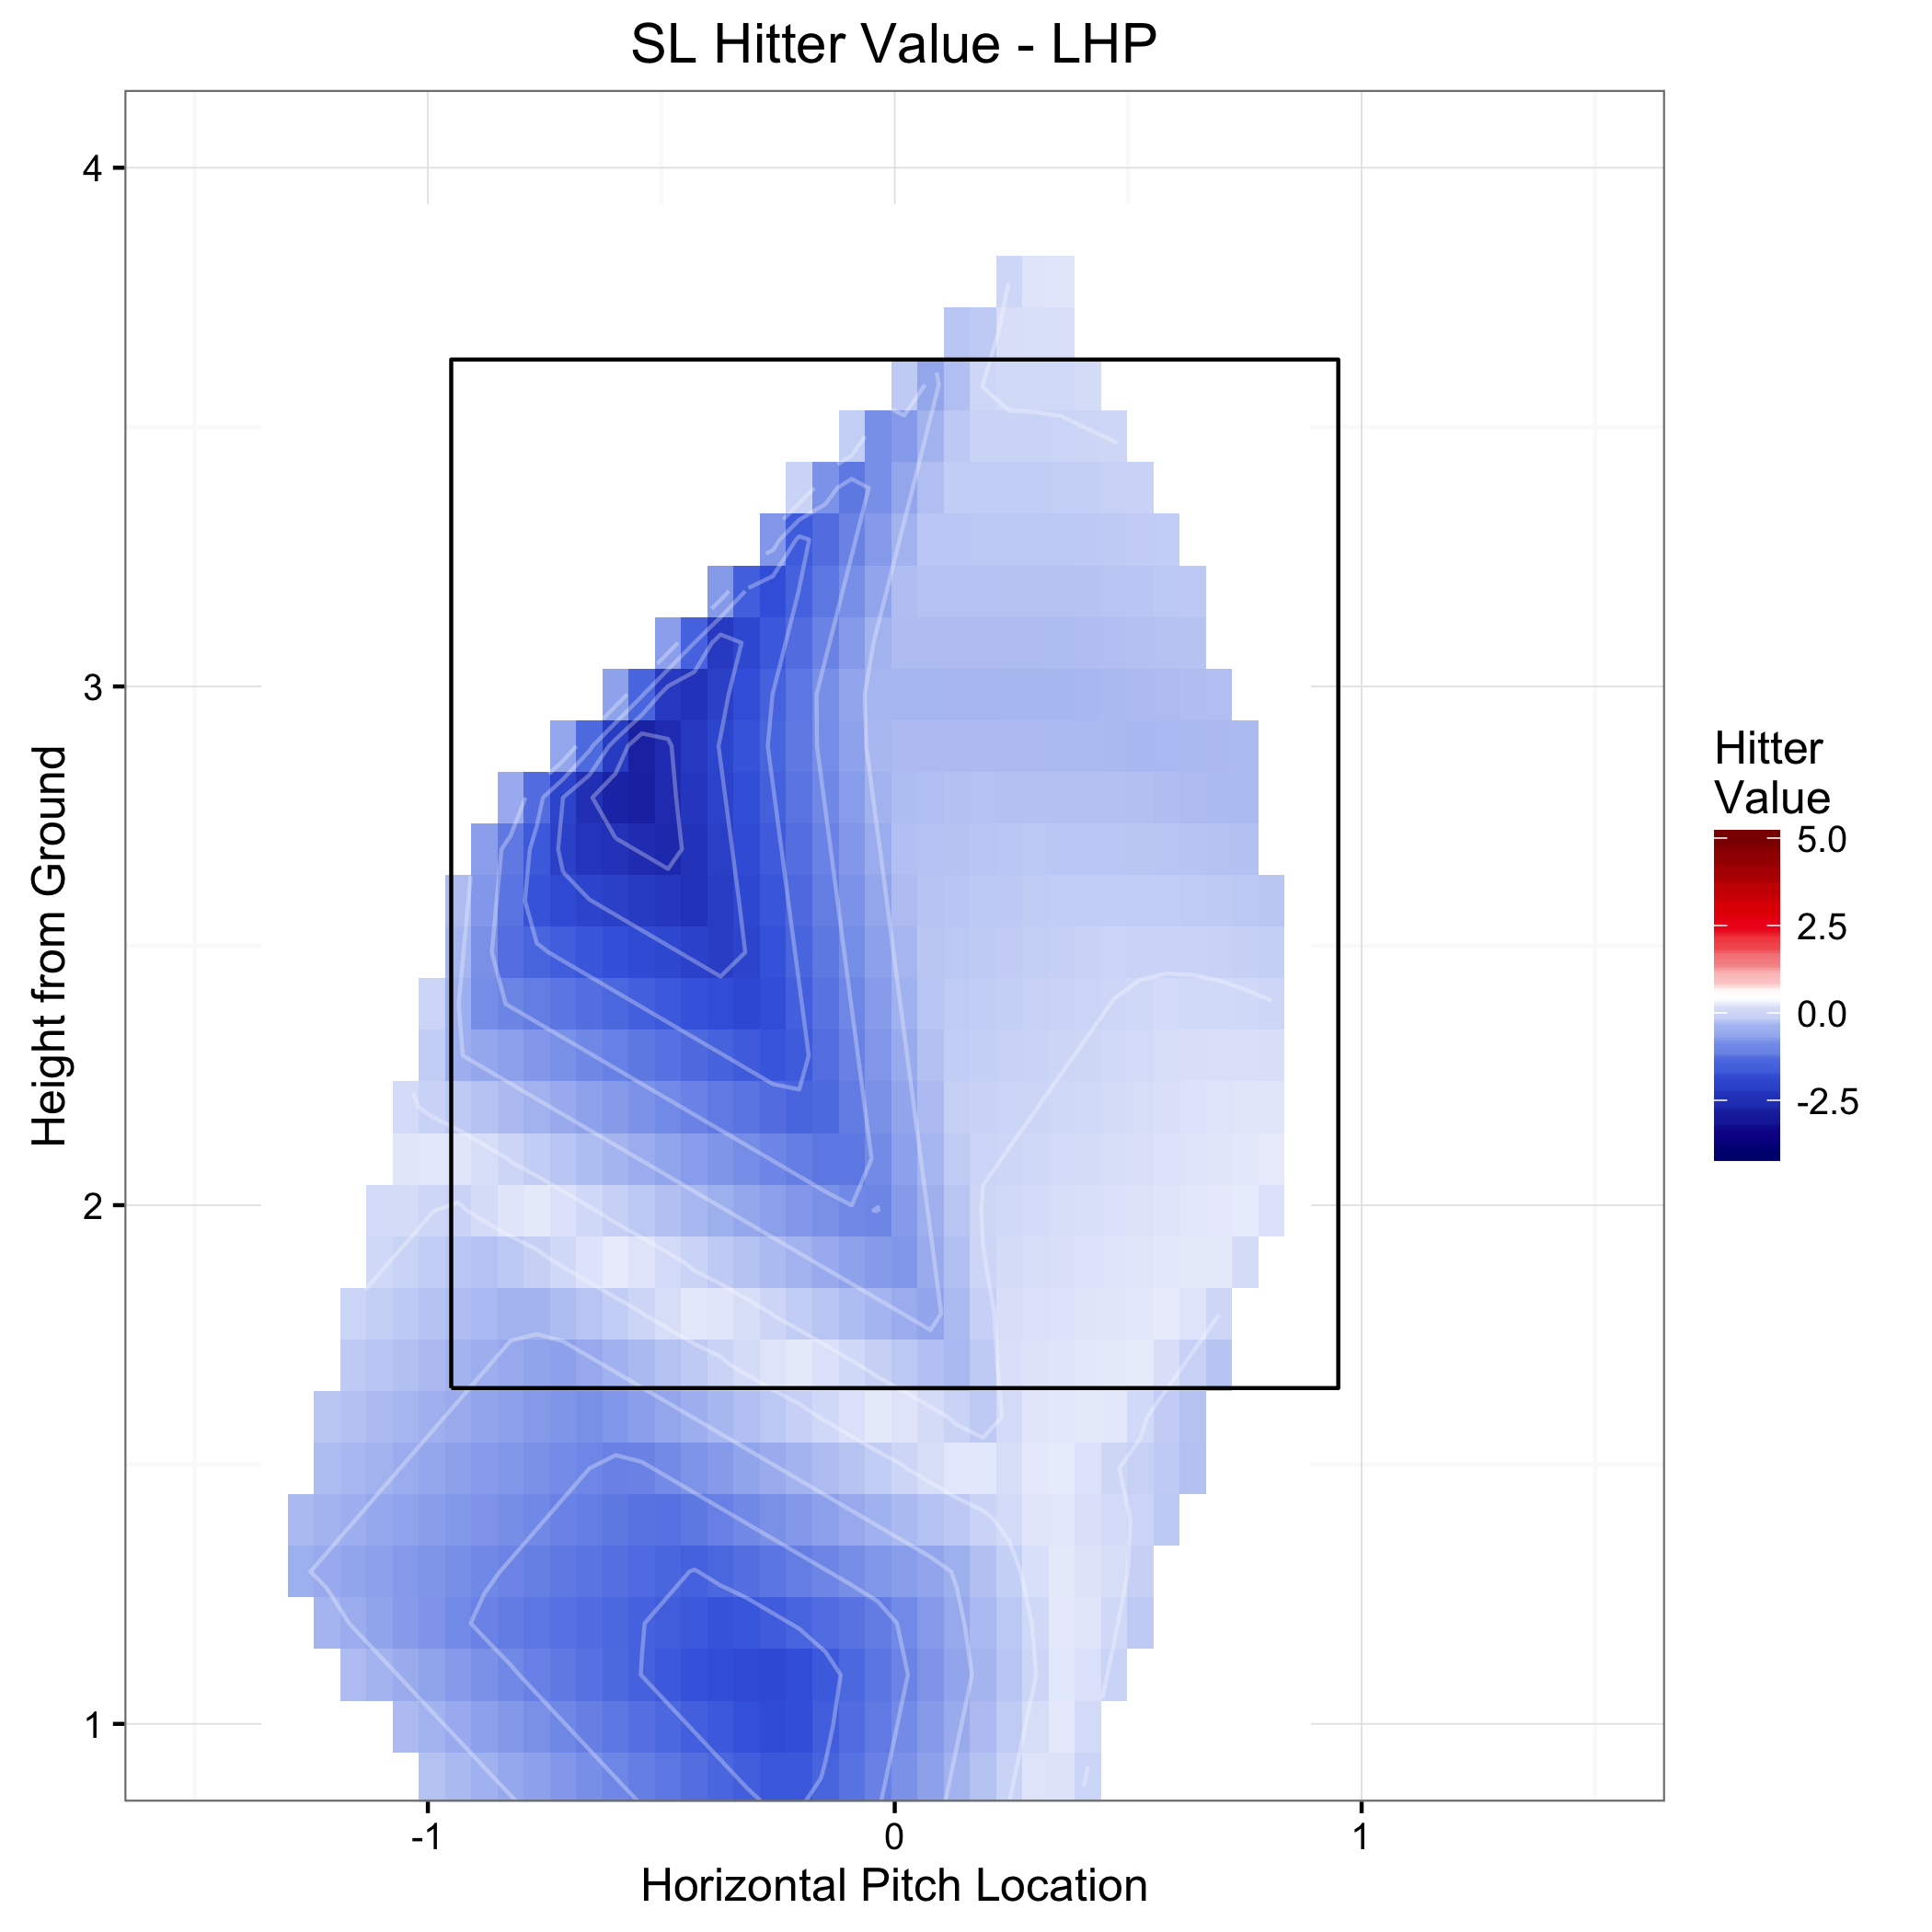 SL Hitter Value - LHP
4
3
2
1
Height from Ground
-1 0 1
Horizontal Pitch Location
Hitter
Value
5.0
2.5
0.0
-2.5